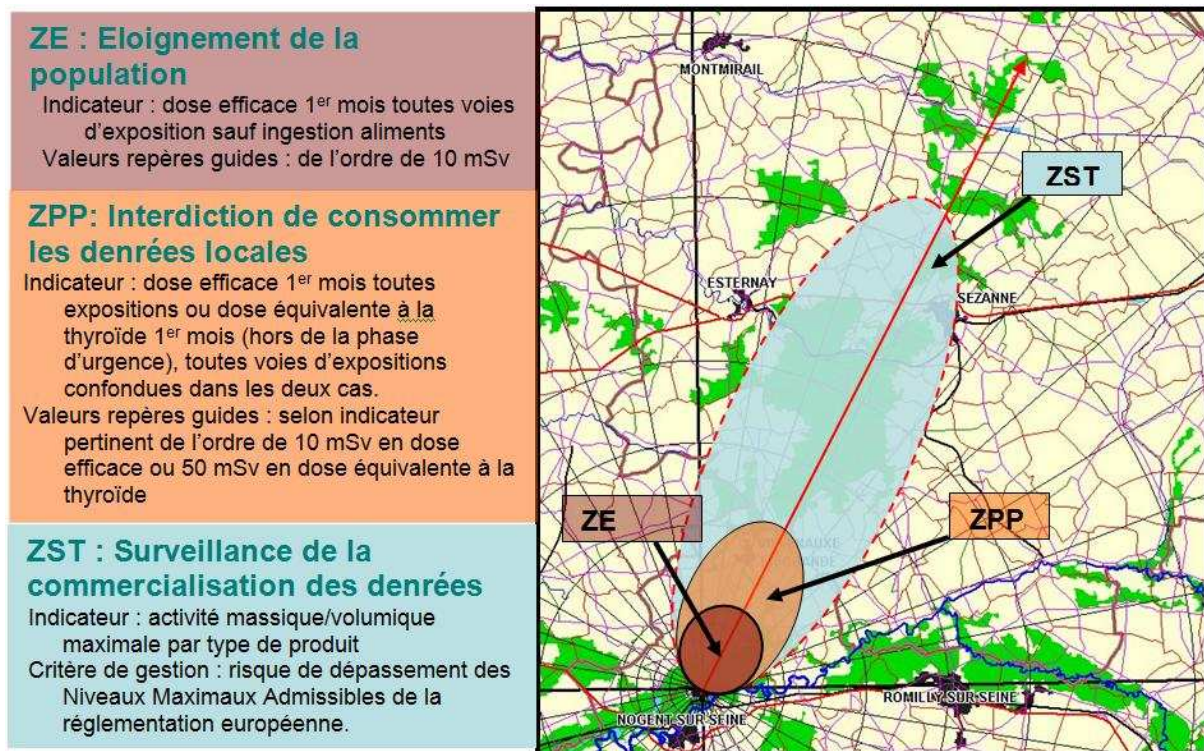 ZE : Eloignement de la
population
Indicateur : dose efficace 1er mois toutes voies
d'exposition sauf ingestion aliments
Valeurs repères guides : de l'ordre de 10 mSv
ZPP: Interdiction de consommer
les denrées locales
Indicateur : dose efficace 1er mois toutes
expositions ou dose équivalente à la
thyroïde 1er mois (hors de la phase
d'urgence), toutes voies d'expositions
confondues dans les deux cas.
Valeurs repères guides : selon indicateur
pertinent de l'ordre de 10 mSv en dose
efficace ou 50 mSv en dose équivalente à la
thyroïde
ZST : Surveillance de la
commercialisation des denrées
Indicateur : activité massique/volumique
maximale par type de produit
Critère de gestion : risque de dépassement des
Niveaux Maximaux Admissibles de la
réglementation européenne.
MONTMIRAIL
ZST
ESTERNAY
SEZANNE
ZE
ZPP
ROMILLY SUR SEINE
NOGENT SUR SEINE